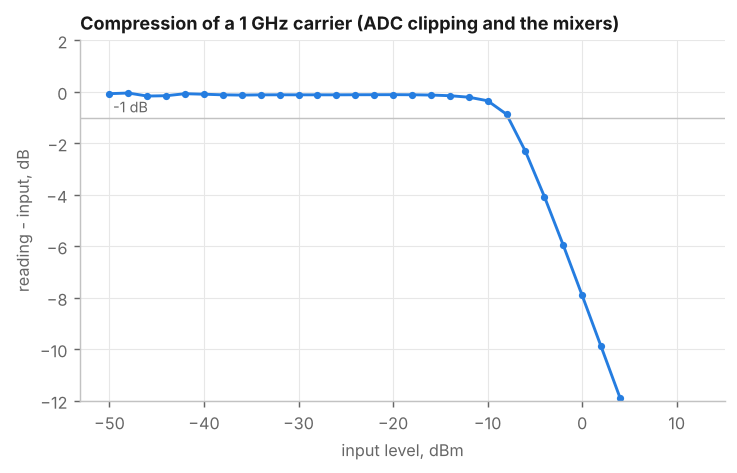 Compression of a 1 GHz carrier (ADC clipping and the mixers)
2
0
-1 dB
−2
−4
−6
−8
−10
−12
reading - input, dB
−50 −40 −30 −20 −10 0 10
input level, dBm